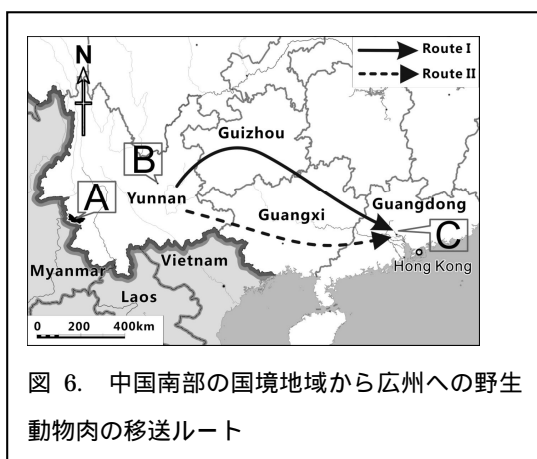 N
Route I
Route II
Guizhou
B
A
Yunnan
Guangxi
Guangdong
C
Hong Kong
Myanmar
Vietnam
Laos
0 200 400km
図 6. 中国南部の国境地域から広州への野生
動物肉の移送ルート